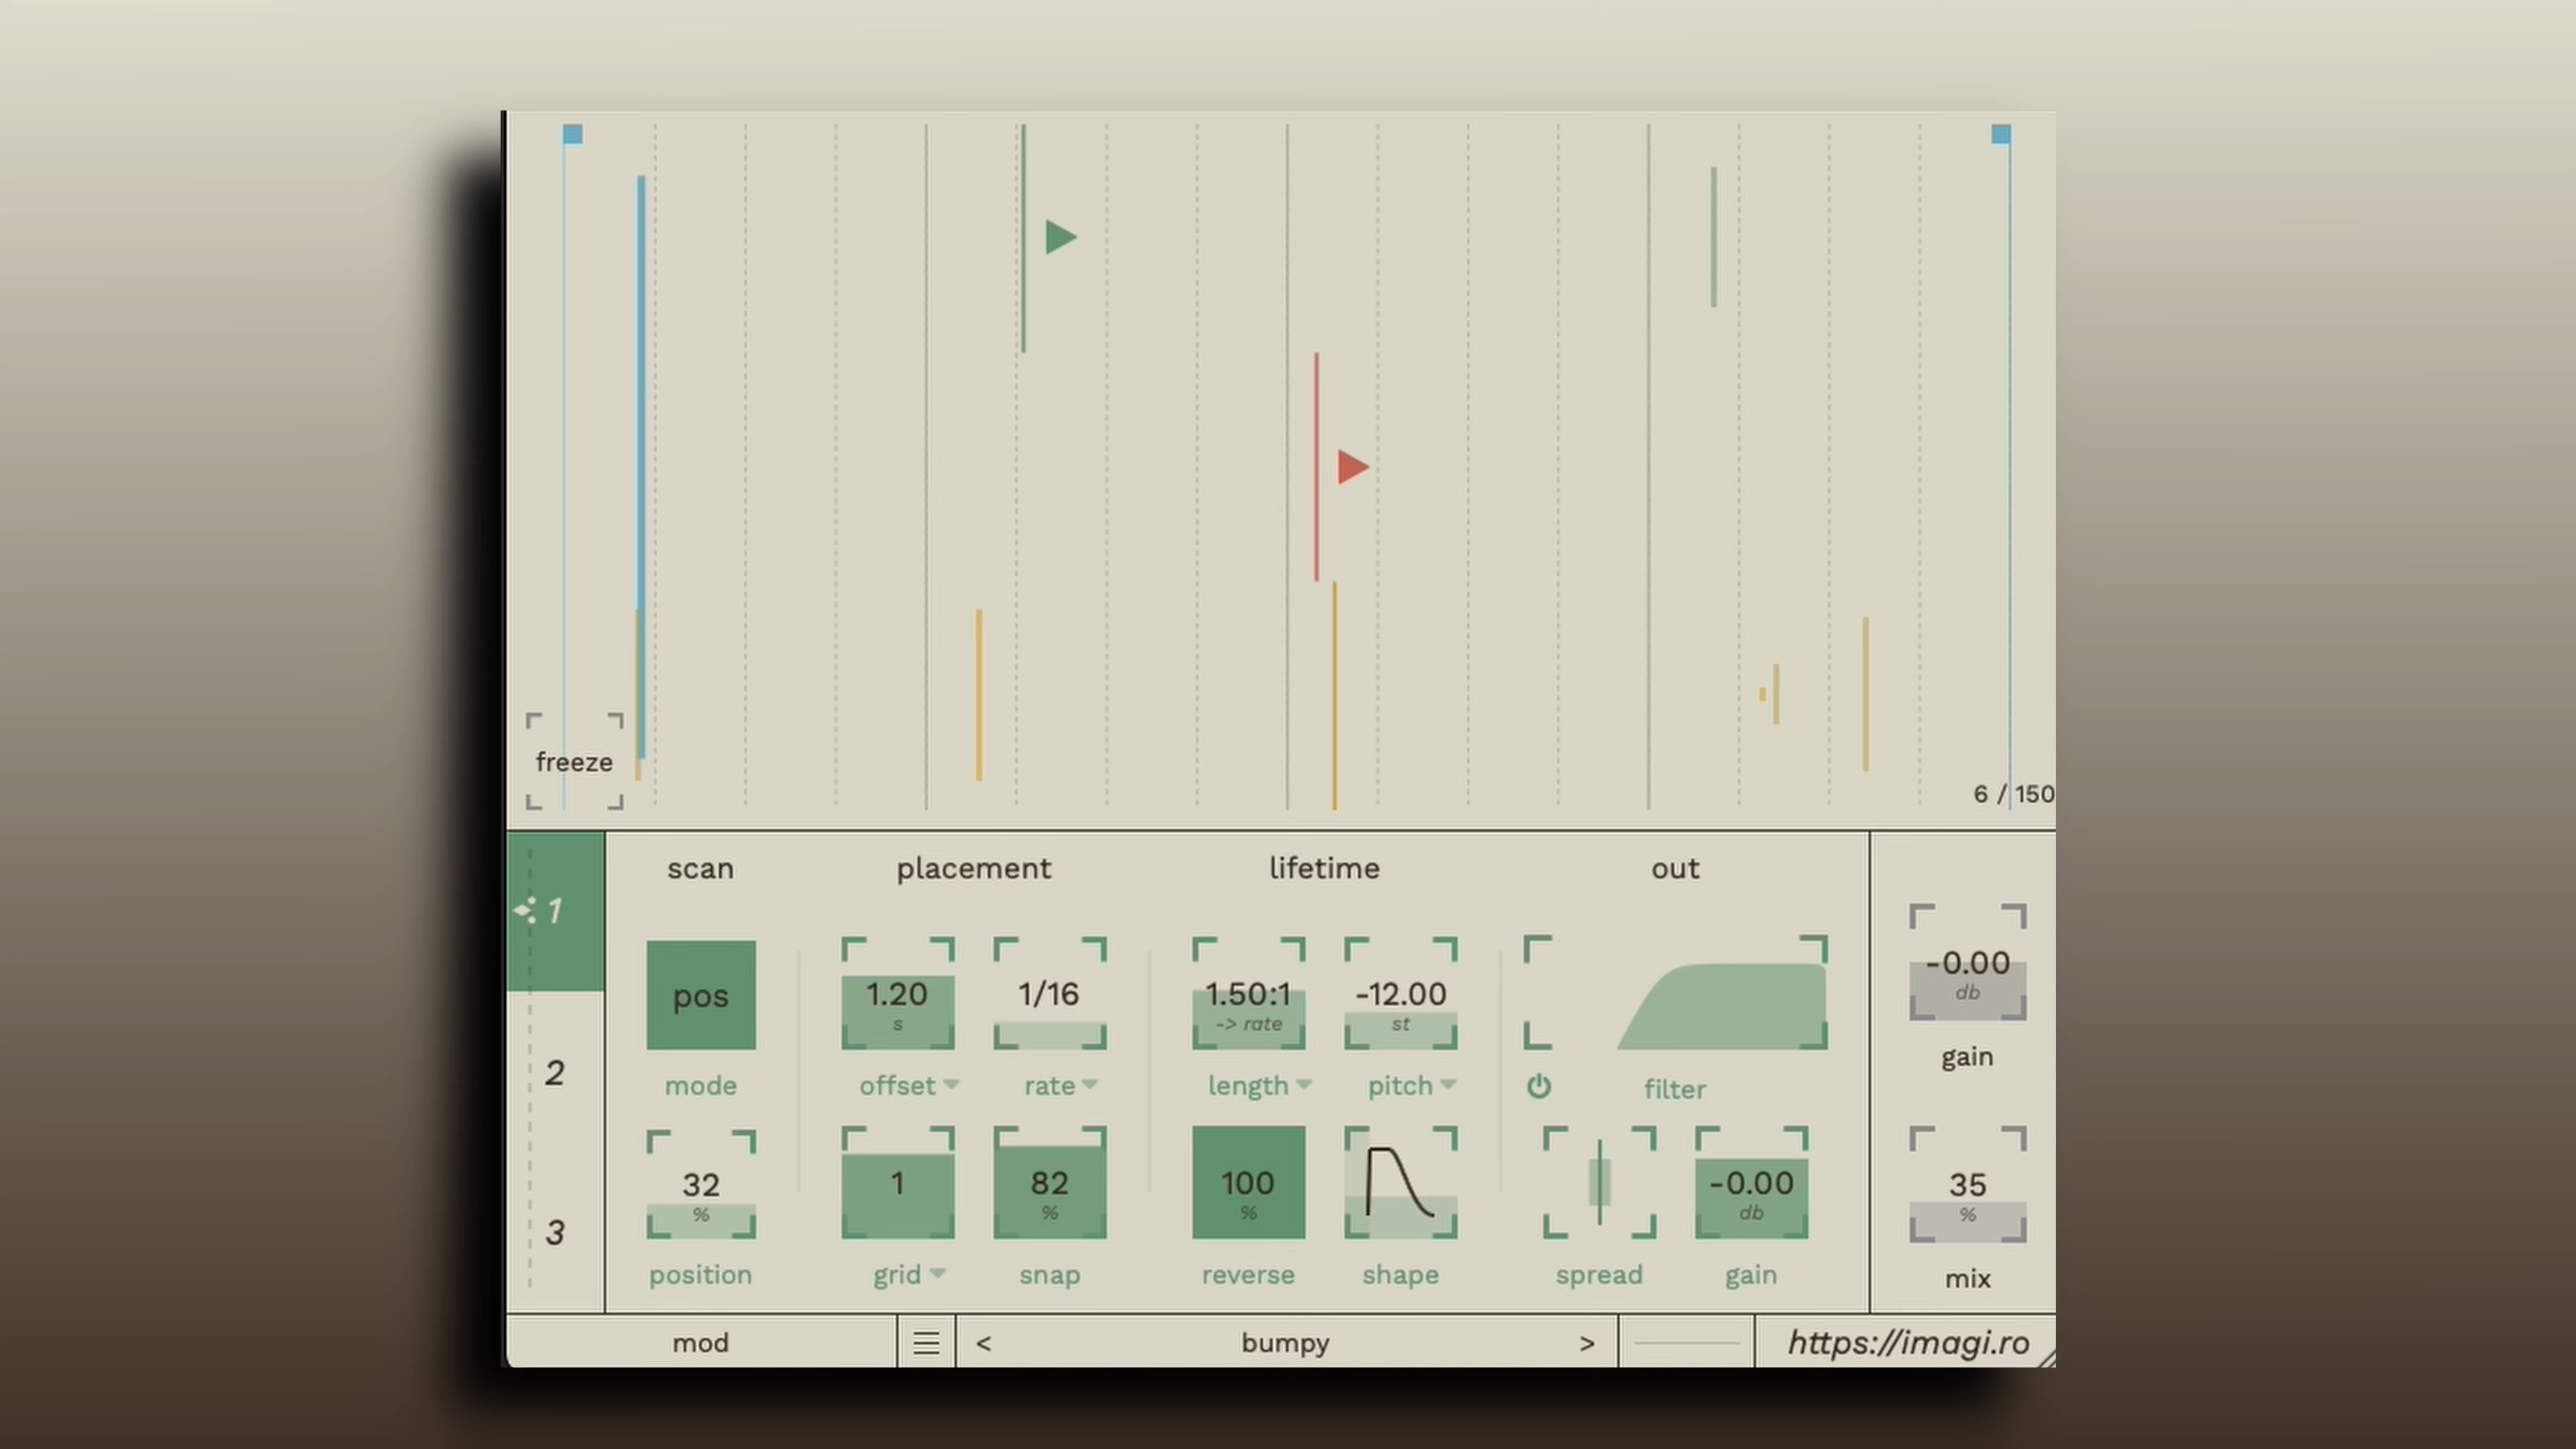 freeze
6 / 150
scan placement lifetime out
1
pos 1.20 s 1/16 1.50:1 -> rate -12.00 st -0.00 db
mode offset rate length pitch filter gain
2
32 % 1 82 % 100 % -0.00 db 35 %
3
position grid snap reverse shape spread gain mix
mod < bumpy > https://imagi.ro